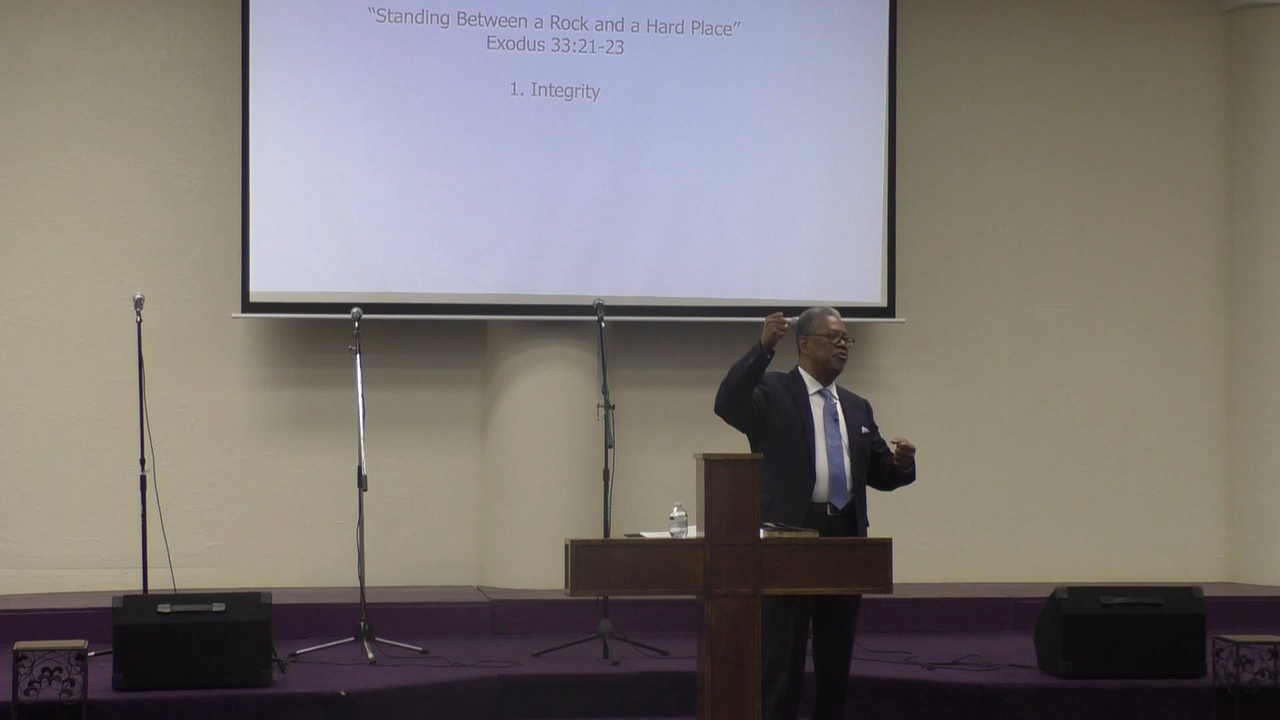 “Standing Between a Rock and a Hard Place”
Exodus 33:21-23
1. Integrity